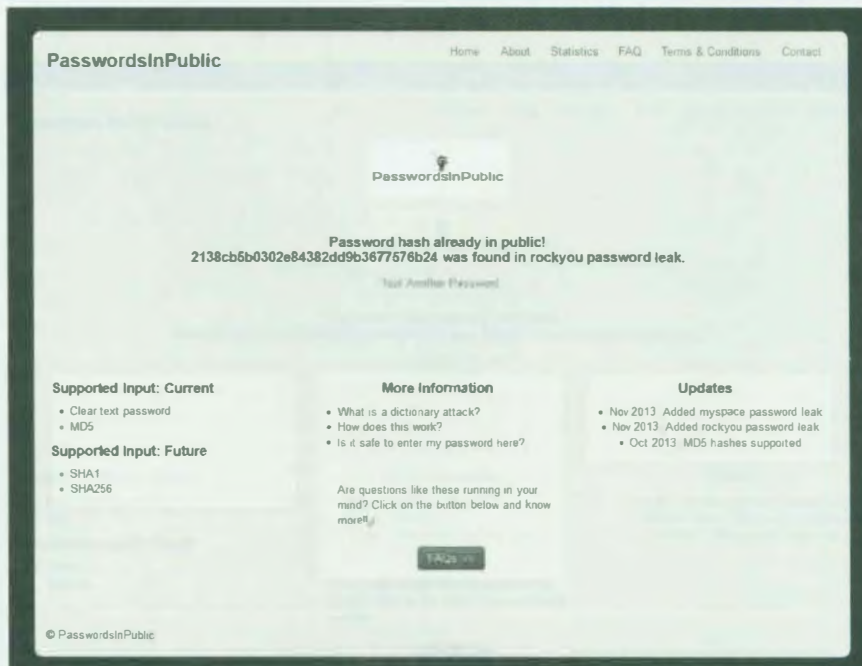 PasswordsInPublic
Home About Statistics FAQ Terms & Conditions Contact
PasswordsInPublic
Password hash already in public!
2138cb5b0302e84382dd9b3677576b24 was found in rockyou password leak.
Test Another Password
Supported Input: Current
• Clear text password
• MD5
Supported Input: Future
• SHA1
• SHA256
More Information
• What is a dictionary attack?
• How does this work?
• Is it safe to enter my password here?
Are questions like these running in your
mind? Click on the button below and know
more!!
FAQs >>
Updates
• Nov 2013 Added myspace password leak
• Nov 2013 Added rockyou password leak
• Oct 2013 MD5 hashes supported
© PasswordsInPublic